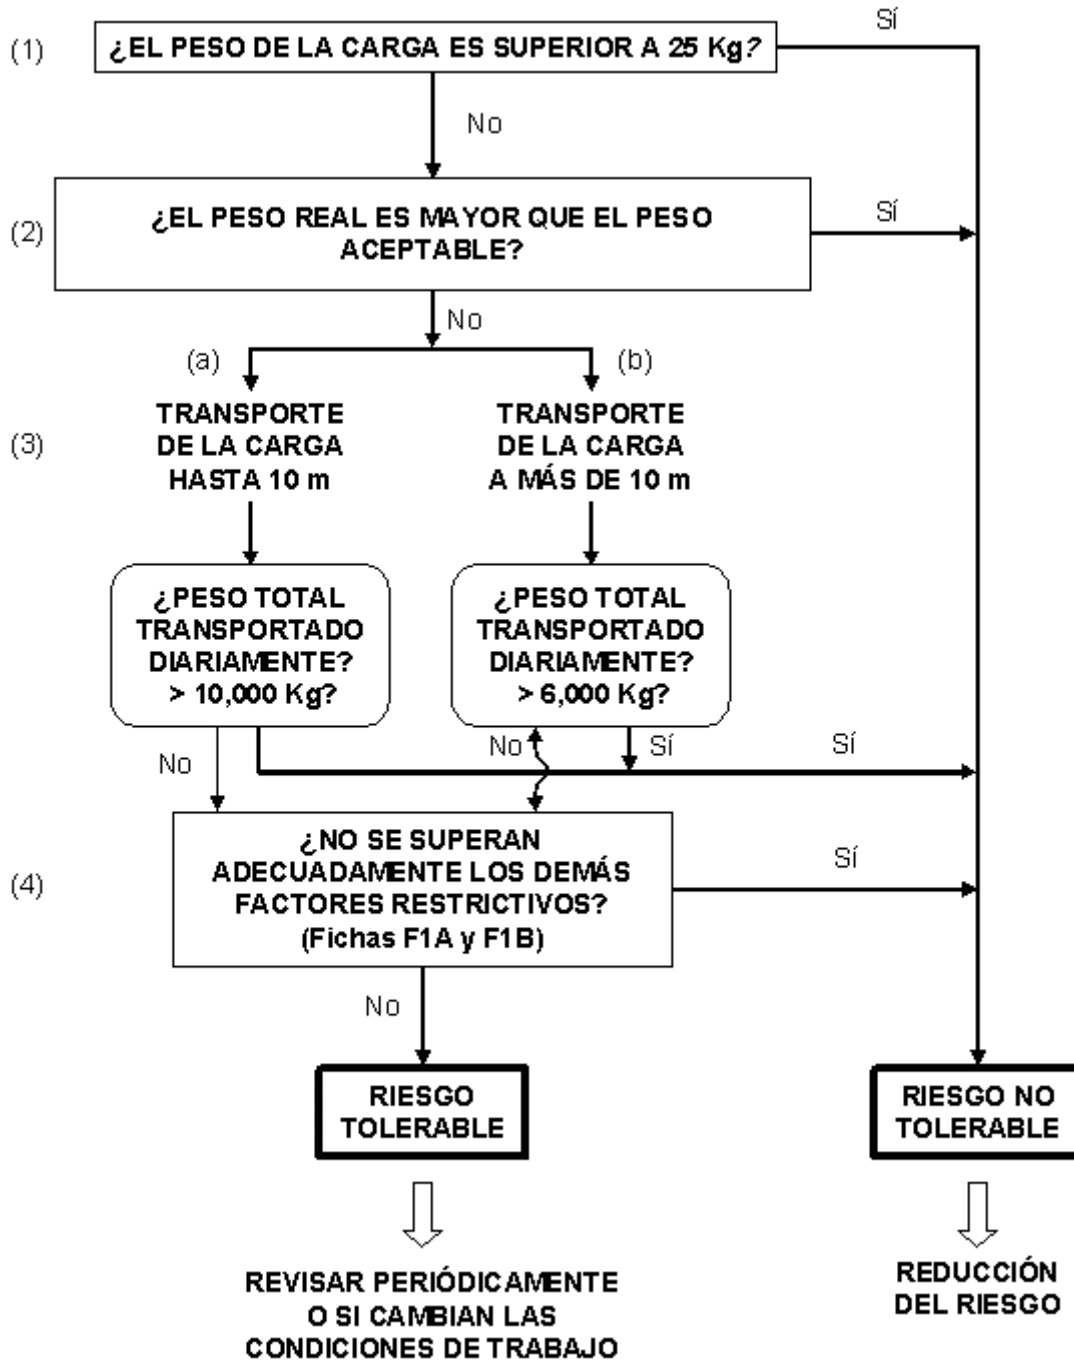 Sí
(1)
¿EL PESO DE LA CARGA ES SUPERIOR A 25 Kg?
No
(2)
¿EL PESO REAL ES MAYOR QUE EL PESO
ACEPTABLE?
Sí
No
(a)
(b)
(3)
TRANSPORTE
DE LA CARGA
HASTA 10 m
TRANSPORTE
DE LA CARGA
A MÁS DE 10 m
¿PESO TOTAL
TRANSPORTADO
DIARIAMENTE?
> 10,000 Kg?
¿PESO TOTAL
TRANSPORTADO
DIARIAMENTE?
> 6,000 Kg?
No
No
Sí
Sí
(4)
¿NO SE SUPERAN
ADECUADAMENTE LOS DEMÁS
FACTORES RESTRICTIVOS?
(Fichas F1A y F1B)
Sí
No
RIESGO
TOLERABLE
RIESGO NO
TOLERABLE
REVISAR PERIÓDICAMENTE
O SI CAMBIAN LAS
CONDICIONES DE TRABAJO
REDUCCIÓN
DEL RIESGO